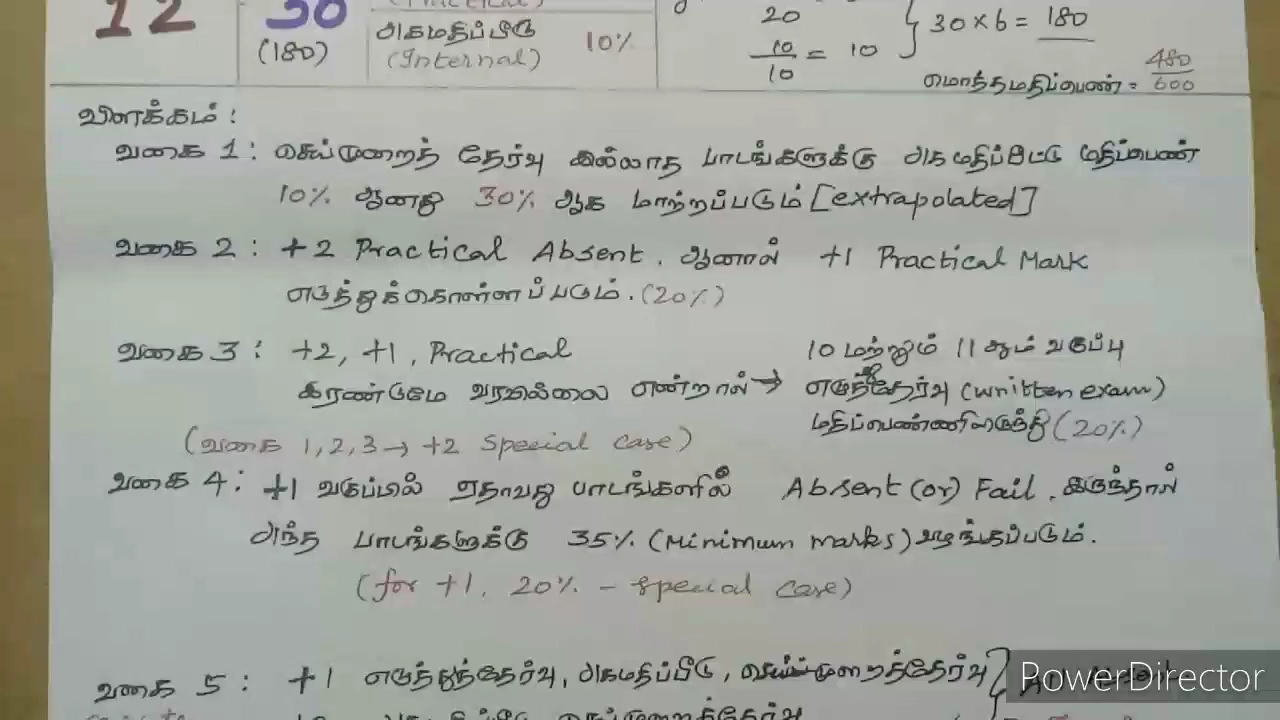 12
30
(180)
அகமதிப்பீடு
(Internal)
10%
20
10/10 = 10
30 × 6 = 180
மொத்தமதிப்பெண் = 480/600
விளக்கம் :
வகை 1 : செய்முறைத் தேர்வு இல்லாத பாடங்களுக்கு அகமதிப்பீட்டு மதிப்பெண்
10% ஆனது 30% ஆக மாற்றப்படும் [extrapolated]
வகை 2 : +2 Practical Absent. ஆனால் +1 Practical Mark
எடுத்துக்கொள்ளப்படும். (20%)
வகை 3 : +2, +1, Practical
இரண்டுமே வரவில்லை என்றால் →
10 மற்றும் 11 ஆம் வகுப்பு
எழுத்தேர்வு (written exam)
மதிப்பெண்ணிலிருந்து (20%)
(வகை 1, 2, 3 → +2 Special Case)
வகை 4 : +1 வகுப்பில் ஏதாவது பாடங்களில் Absent (or) Fail. இருந்தால்
அந்த பாடங்களுக்கு 35% (Minimum marks) வழங்கப்படும்.
(for +1, 20% - special case)
வகை 5 : +1 எழுத்துத்தேர்வு, அகமதிப்பீடு, செய்முறைத்தேர்வு }
PowerDirector